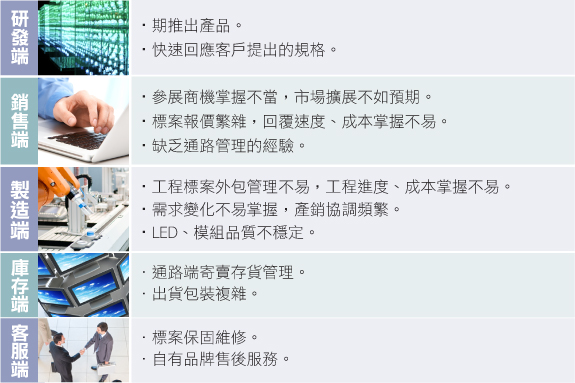 研發端
・期推出產品。
・快速回應客戶提出的規格。
銷售端
・參展商機掌握不當，市場擴展不如預期。
・標案報價繁雜，回覆速度、成本掌握不易。
・缺乏通路管理的經驗。
製造端
・工程標案外包管理不易，工程進度、成本掌握不易。
・需求變化不易掌握，產銷協調頻繁。
・LED、模組品質不穩定。
庫存端
・通路端寄賣存貨管理。
・出貨包裝複雜。
客服端
・標案保固維修。
・自有品牌售後服務。